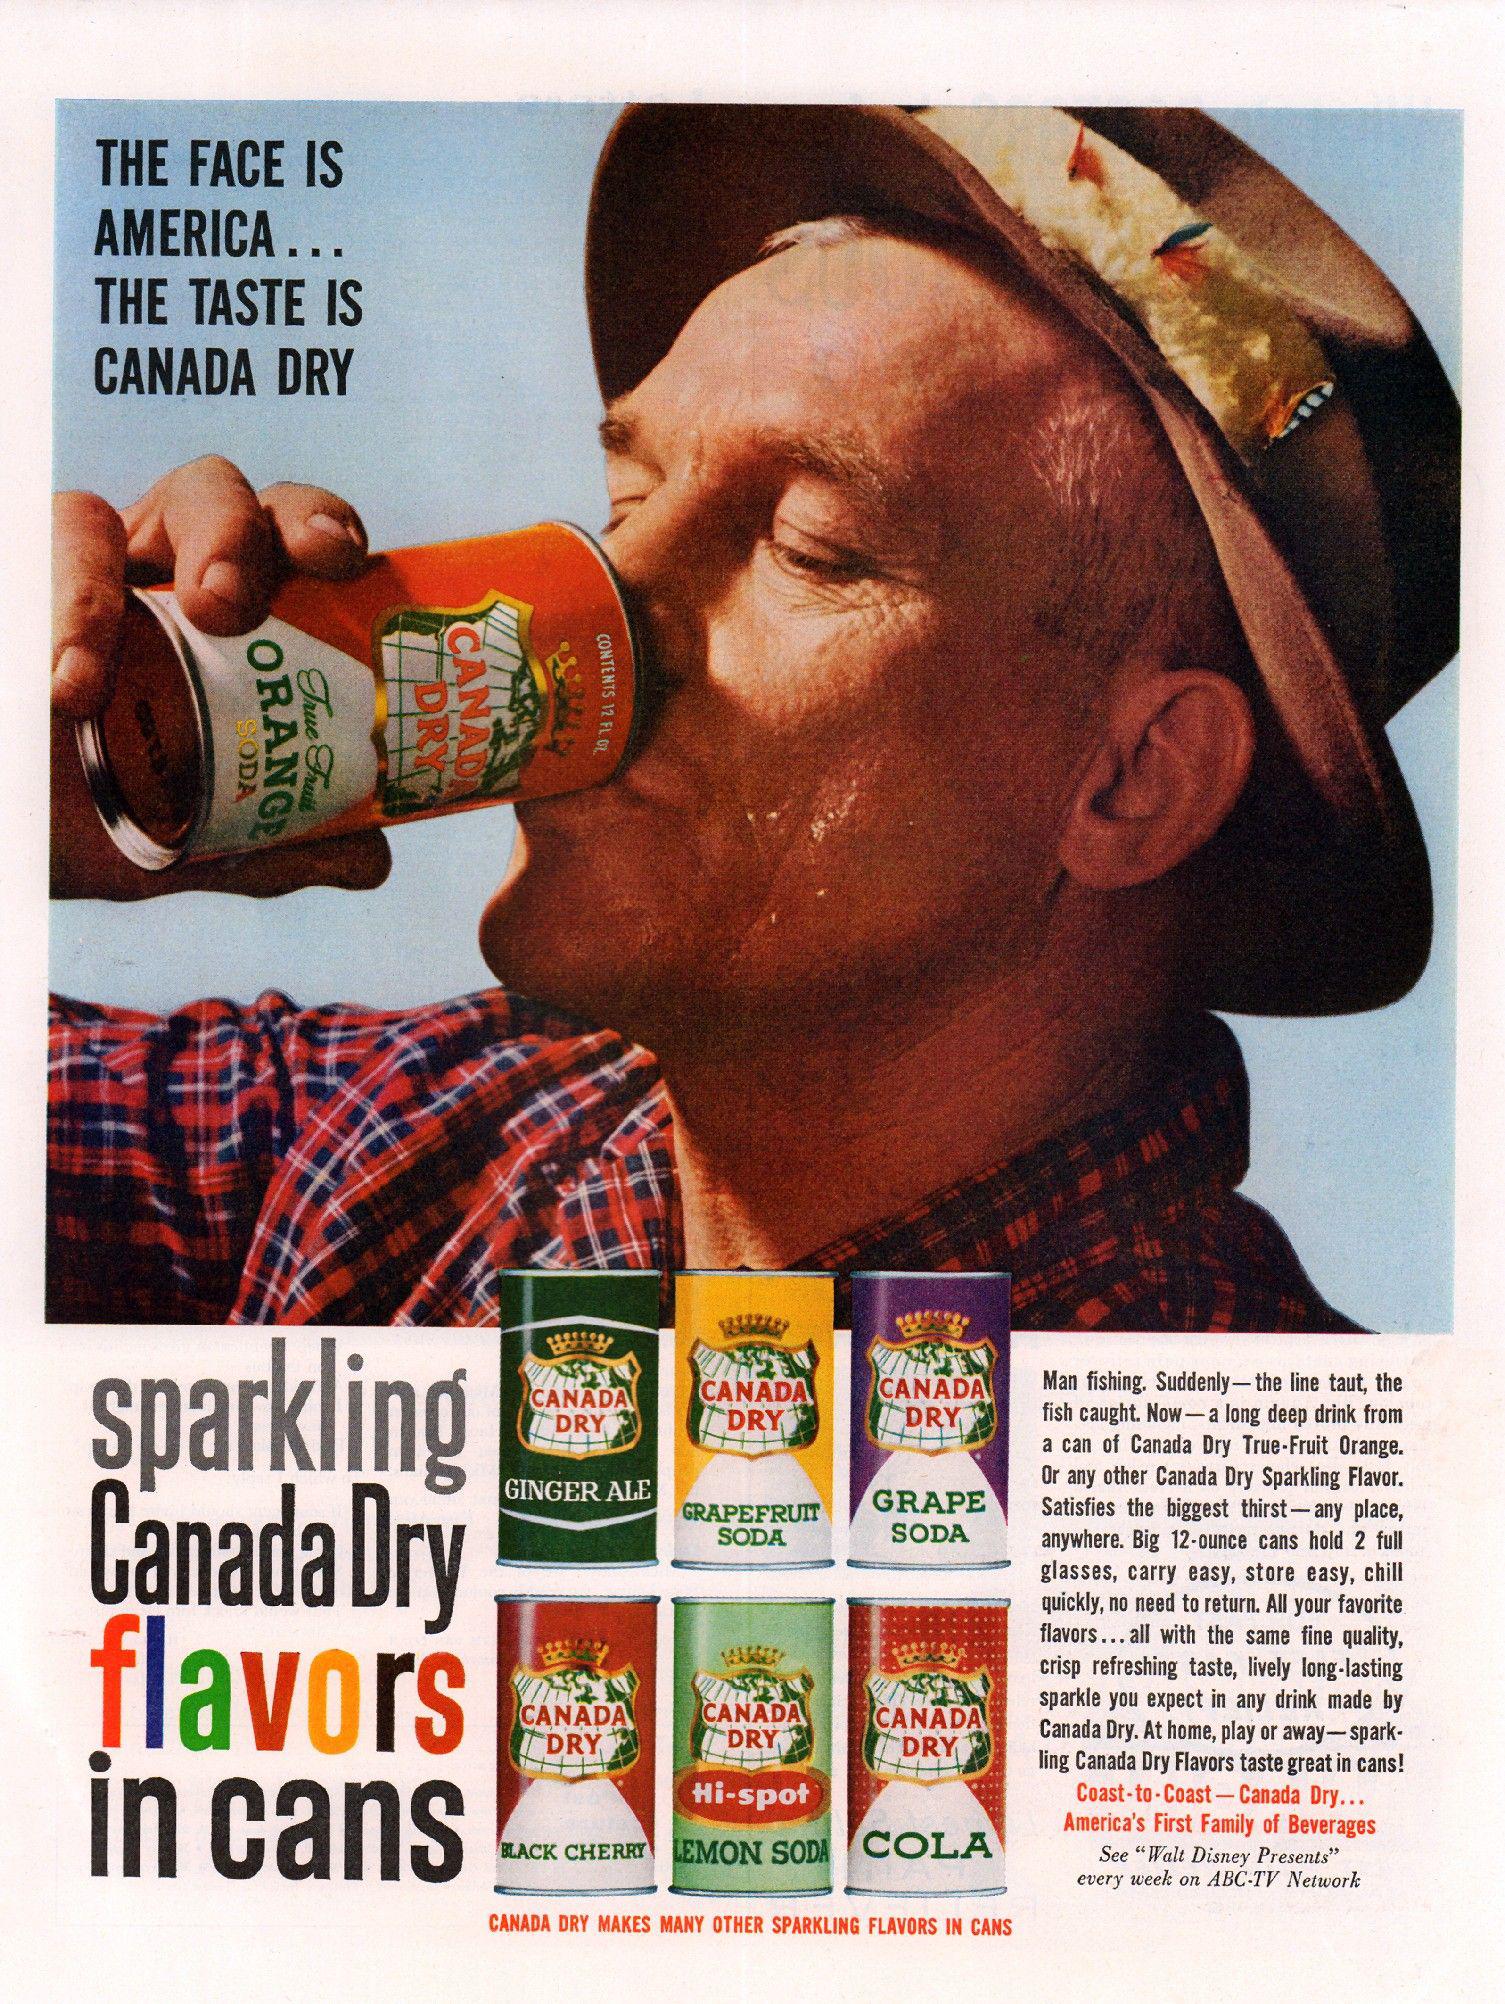 THE FACE IS
AMERICA...
THE TASTE IS
CANADA DRY
CONTENTS 12 FL. OZ.
CANADA
DRY
True Fruit
ORANGE
SODA
sparkling
Canada Dry
flavors
in cans
CANADA
DRY
GINGER ALE
CANADA
DRY
GRAPEFRUIT
SODA
CANADA
DRY
GRAPE
SODA
CANADA
DRY
BLACK CHERRY
CANADA
DRY
Hi-spot
LEMON SODA
CANADA
DRY
COLA
CANADA DRY MAKES MANY OTHER SPARKLING FLAVORS IN CANS
Man fishing. Suddenly—the line taut, the
fish caught. Now—a long deep drink from
a can of Canada Dry True-Fruit Orange.
Or any other Canada Dry Sparkling Flavor.
Satisfies the biggest thirst—any place,
anywhere. Big 12-ounce cans hold 2 full
glasses, carry easy, store easy, chill
quickly, no need to return. All your favorite
flavors...all with the same fine quality,
crisp refreshing taste, lively long-lasting
sparkle you expect in any drink made by
Canada Dry. At home, play or away—spark-
ling Canada Dry Flavors taste great in cans!
Coast-to-Coast—Canada Dry...
America's First Family of Beverages
See "Walt Disney Presents"
every week on ABC-TV Network